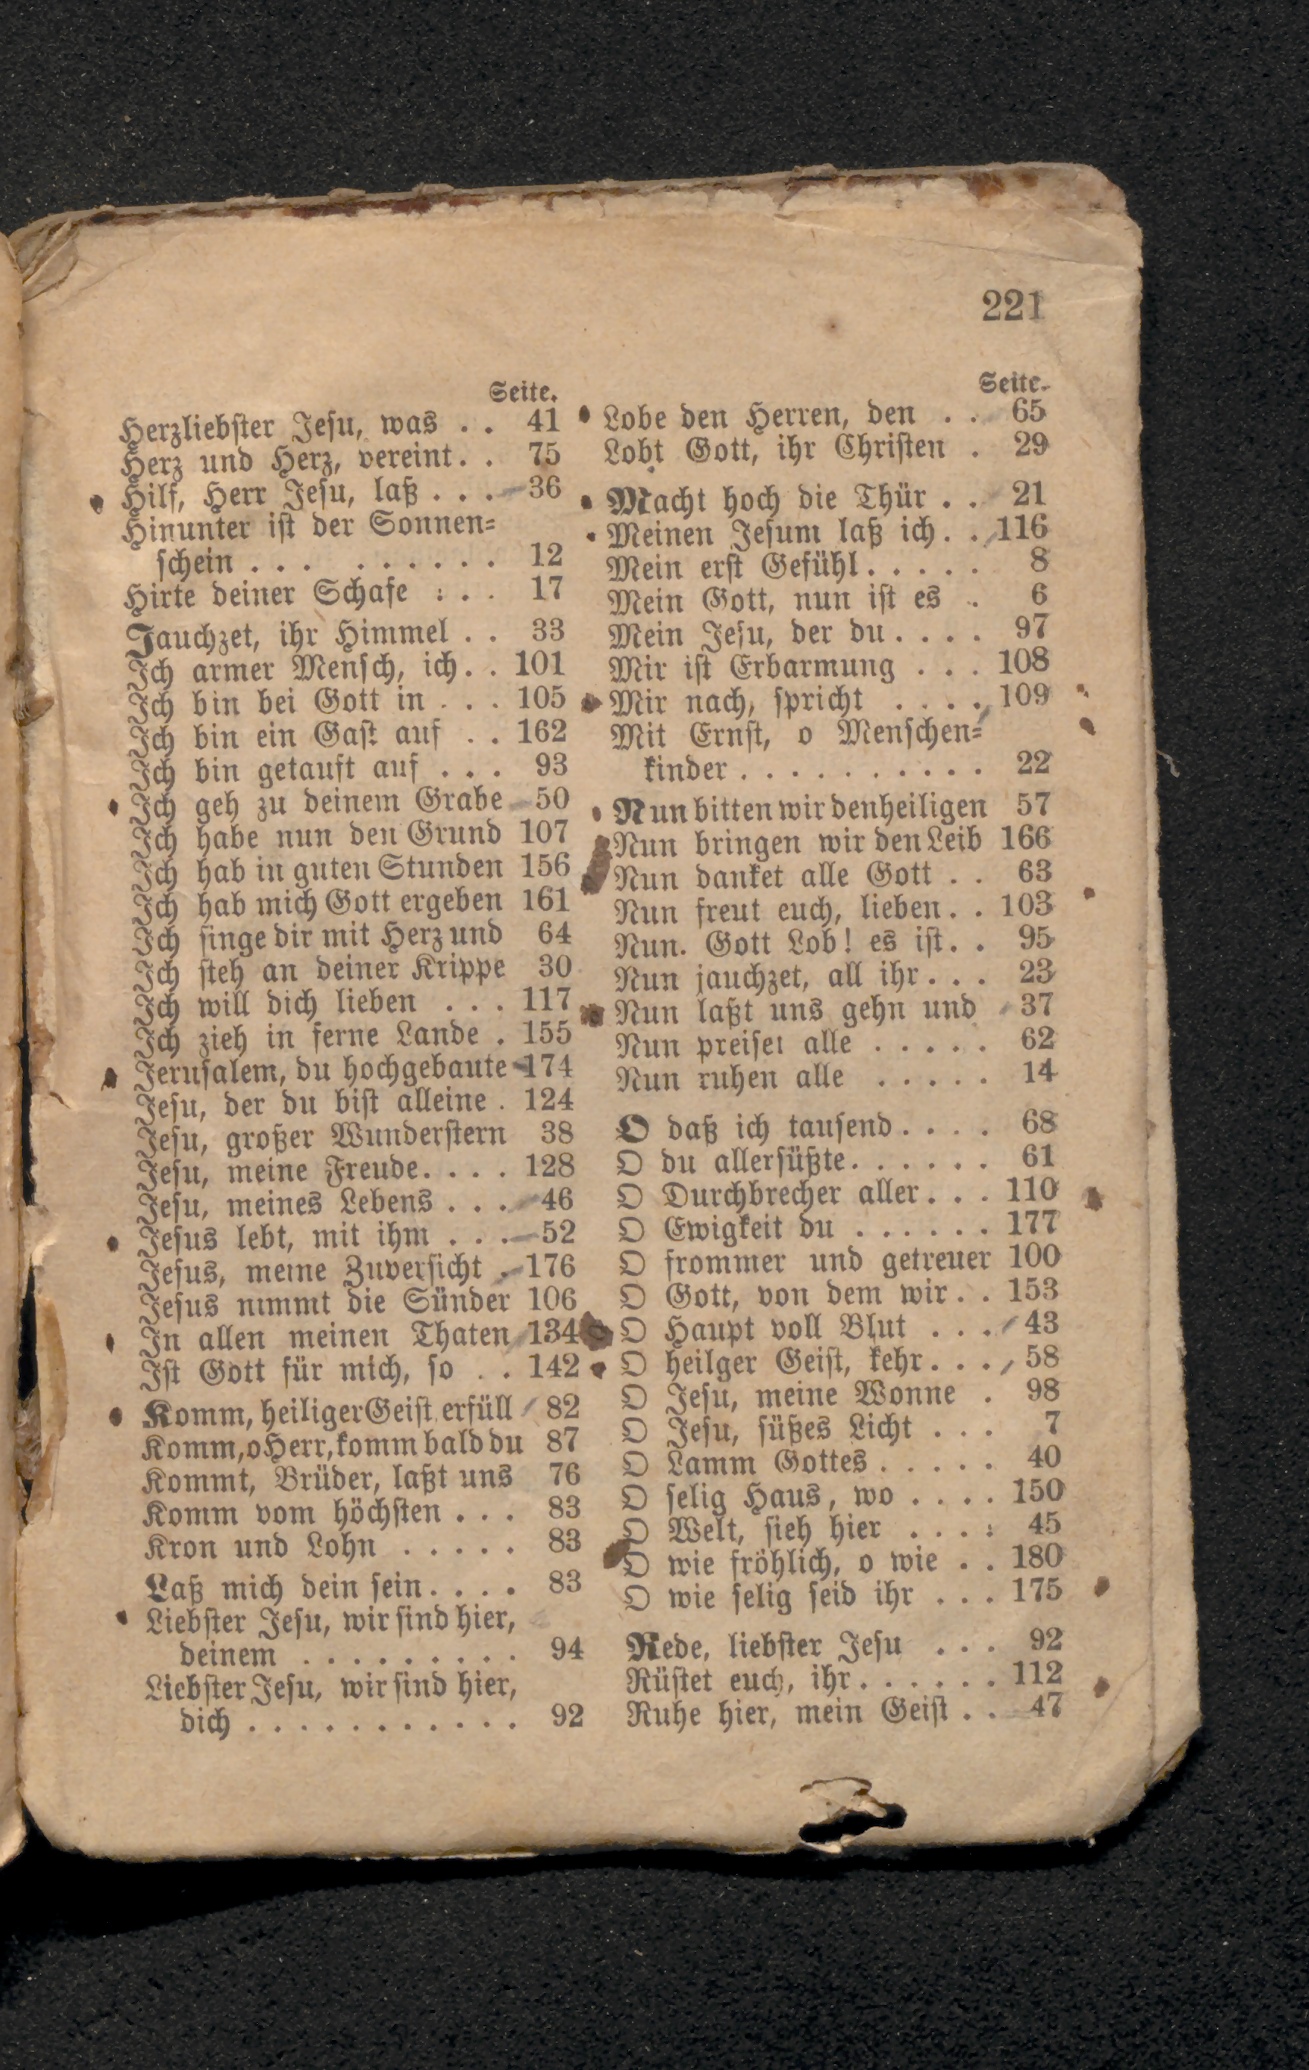 221
Seite.
Herzliebster Jesu, was . . 41
Herz und Herz, vereint. . 75
Hilf, Herr Jesu, laß . . . 36
Hinunter ist der Sonnen=
schein . . . . . . . . . 12
Hirte deiner Schafe . . . 17
Jauchzet, ihr Himmel . . 33
Ich armer Mensch, ich. . 101
Ich bin bei Gott in . . . 105
Ich bin ein Gast auf . . 162
Ich bin getauft auf . . . 93
Ich geh zu deinem Grabe 50
Ich habe nun den Grund 107
Ich hab in guten Stunden 156
Ich hab mich Gott ergeben 161
Ich singe dir mit Herz und 64
Ich steh an deiner Krippe 30
Ich will dich lieben . . . 117
Ich zieh in ferne Lande . 155
Jerusalem, du hochgebaute 174
Jesu, der du bist alleine . 124
Jesu, großer Wunderstern 38
Jesu, meine Freude. . . . 128
Jesu, meines Lebens . . . 46
Jesus lebt, mit ihm . . . 52
Jesus, meine Zuversicht . 176
Jesus nimmt die Sünder 106
In allen meinen Thaten 134
Ist Gott für mich, so . . 142
Komm, heiliger Geist erfüll 82
Komm, o Herr, komm bald du 87
Kommt, Brüder, laßt uns 76
Komm vom höchsten . . . 83
Kron und Lohn . . . . . 83
Laß mich dein sein. . . . 83
Liebster Jesu, wir sind hier,
deinem . . . . . . . . . 94
Liebster Jesu, wir sind hier,
dich . . . . . . . . . . . 92
Seite.
Lobe den Herren, den . . 65
Lobt Gott, ihr Christen . 29
Macht hoch die Thür . . 21
Meinen Jesum laß ich. . 116
Mein erst Gefühl. . . . . 8
Mein Gott, nun ist es . 6
Mein Jesu, der du. . . . 97
Mir ist Erbarmung . . . 108
Mir nach, spricht . . . . 109
Mit Ernst, o Menschen=
kinder . . . . . . . . . . 22
Nun bitten wir den heiligen 57
Nun bringen wir den Leib 166
Nun danket alle Gott . . 63
Nun freut euch, lieben. . 103
Nun. Gott Lob! es ist. . 95
Nun jauchzet, all ihr. . . 23
Nun laßt uns gehn und 37
Nun preiset alle . . . . . 62
Nun ruhen alle . . . . . 14
O daß ich tausend. . . . 68
O du allersüßte. . . . . . 61
O Durchbrecher aller. . . 110
O Ewigkeit du . . . . . . 177
O frommer und getreuer 100
O Gott, von dem wir. . 153
O Haupt voll Blut . . . 43
O heilger Geist, kehr. . . 58
O Jesu, meine Wonne . 98
O Jesu, süßes Licht . . . 7
O Lamm Gottes . . . . . 40
O selig Haus, wo . . . . 150
O Welt, sieh hier . . . . 45
O wie fröhlich, o wie . . 180
O wie selig seid ihr . . . 175
Rede, liebster Jesu . . . 92
Rüstet euch, ihr. . . . . . 112
Ruhe hier, mein Geist . . 47